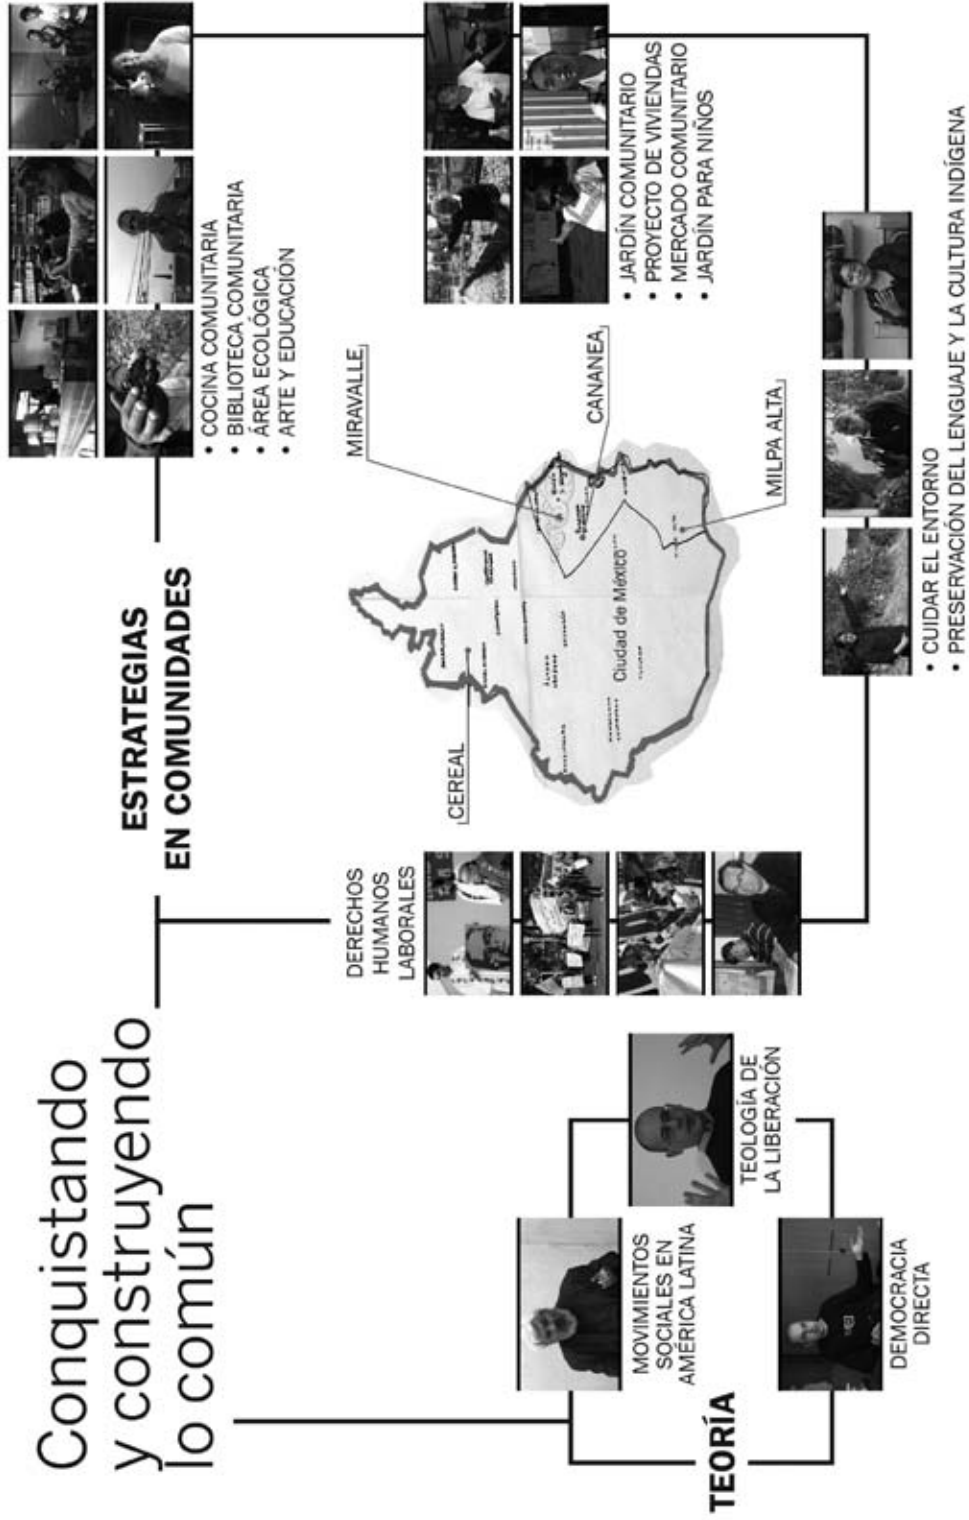 Conquistando
y construyendo
lo común
ESTRATEGIAS
EN COMUNIDADES
• COCINA COMUNITARIA
• BIBLIOTECA COMUNITARIA
• ÁREA ECOLÓGICA
• ARTE Y EDUCACIÓN
DERECHOS
HUMANOS
LABORALES
CEREAL
MIRAVALLE
CANANEA
MILPA ALTA
Ciudad de México
• JARDÍN COMUNITARIO
• PROYECTO DE VIVIENDAS
• MERCADO COMUNITARIO
• JARDÍN PARA NIÑOS
• CUIDAR EL ENTORNO
• PRESERVACIÓN DEL LENGUAJE Y LA CULTURA INDÍGENA
TEORÍA
MOVIMIENTOS
SOCIALES EN
AMÉRICA LATINA
TEOLOGÍA DE
LA LIBERACIÓN
DEMOCRACIA
DIRECTA